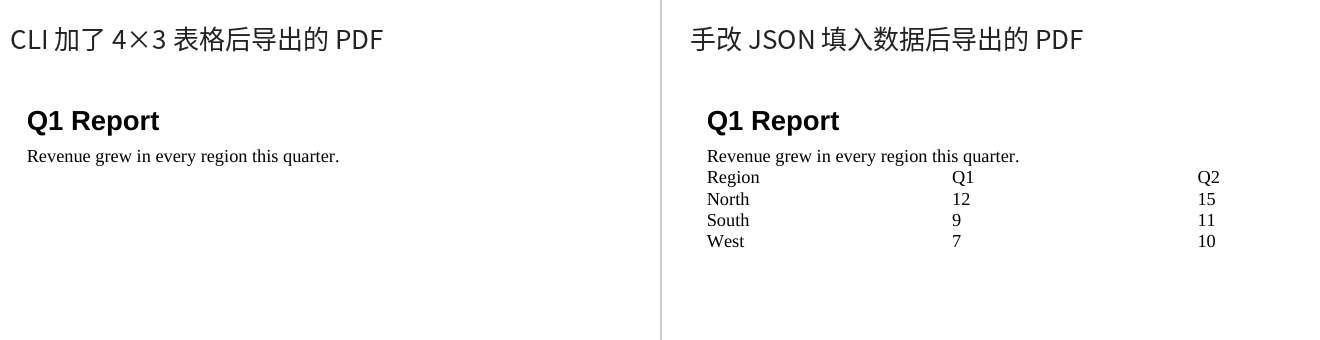 CLI 加了 4×3 表格后导出的 PDF
Q1 Report
Revenue grew in every region this quarter.
手改 JSON 填入数据后导出的 PDF
Q1 Report
Revenue grew in every region this quarter.
Region Q1 Q2
North 12 15
South 9 11
West 7 10